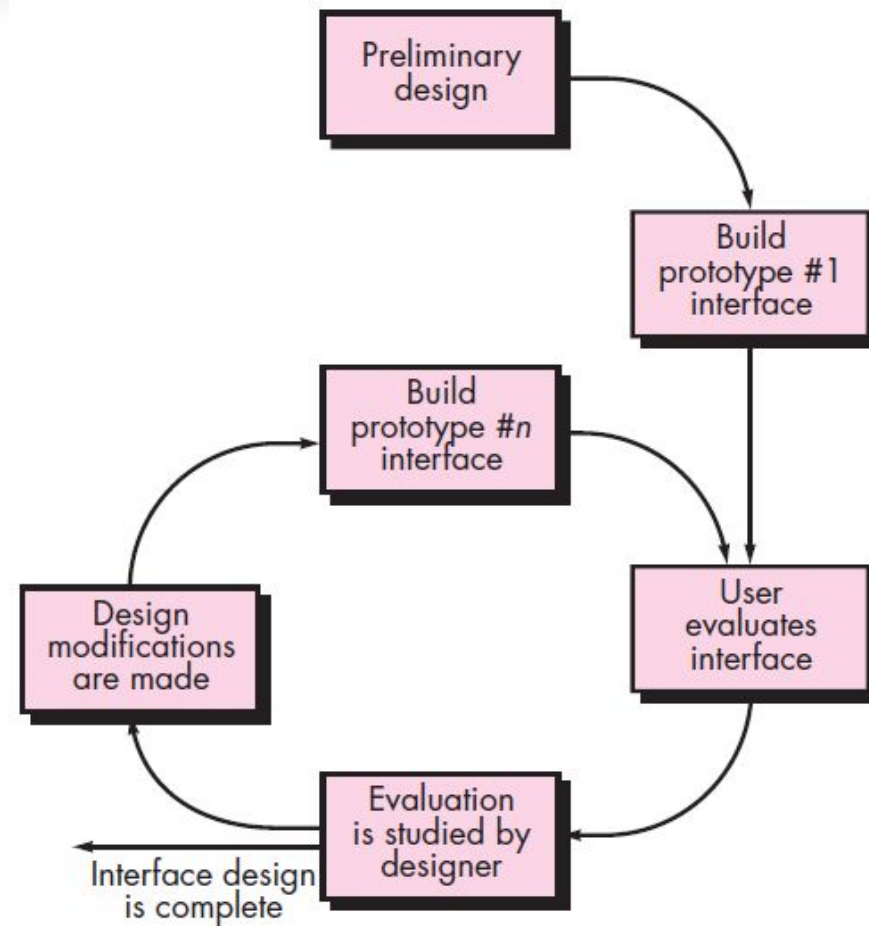 Preliminary
design
Build
prototype #1
interface
Build
prototype #n
interface
User
evaluates
interface
Design
modifications
are made
Evaluation
is studied by
designer
Interface design
is complete